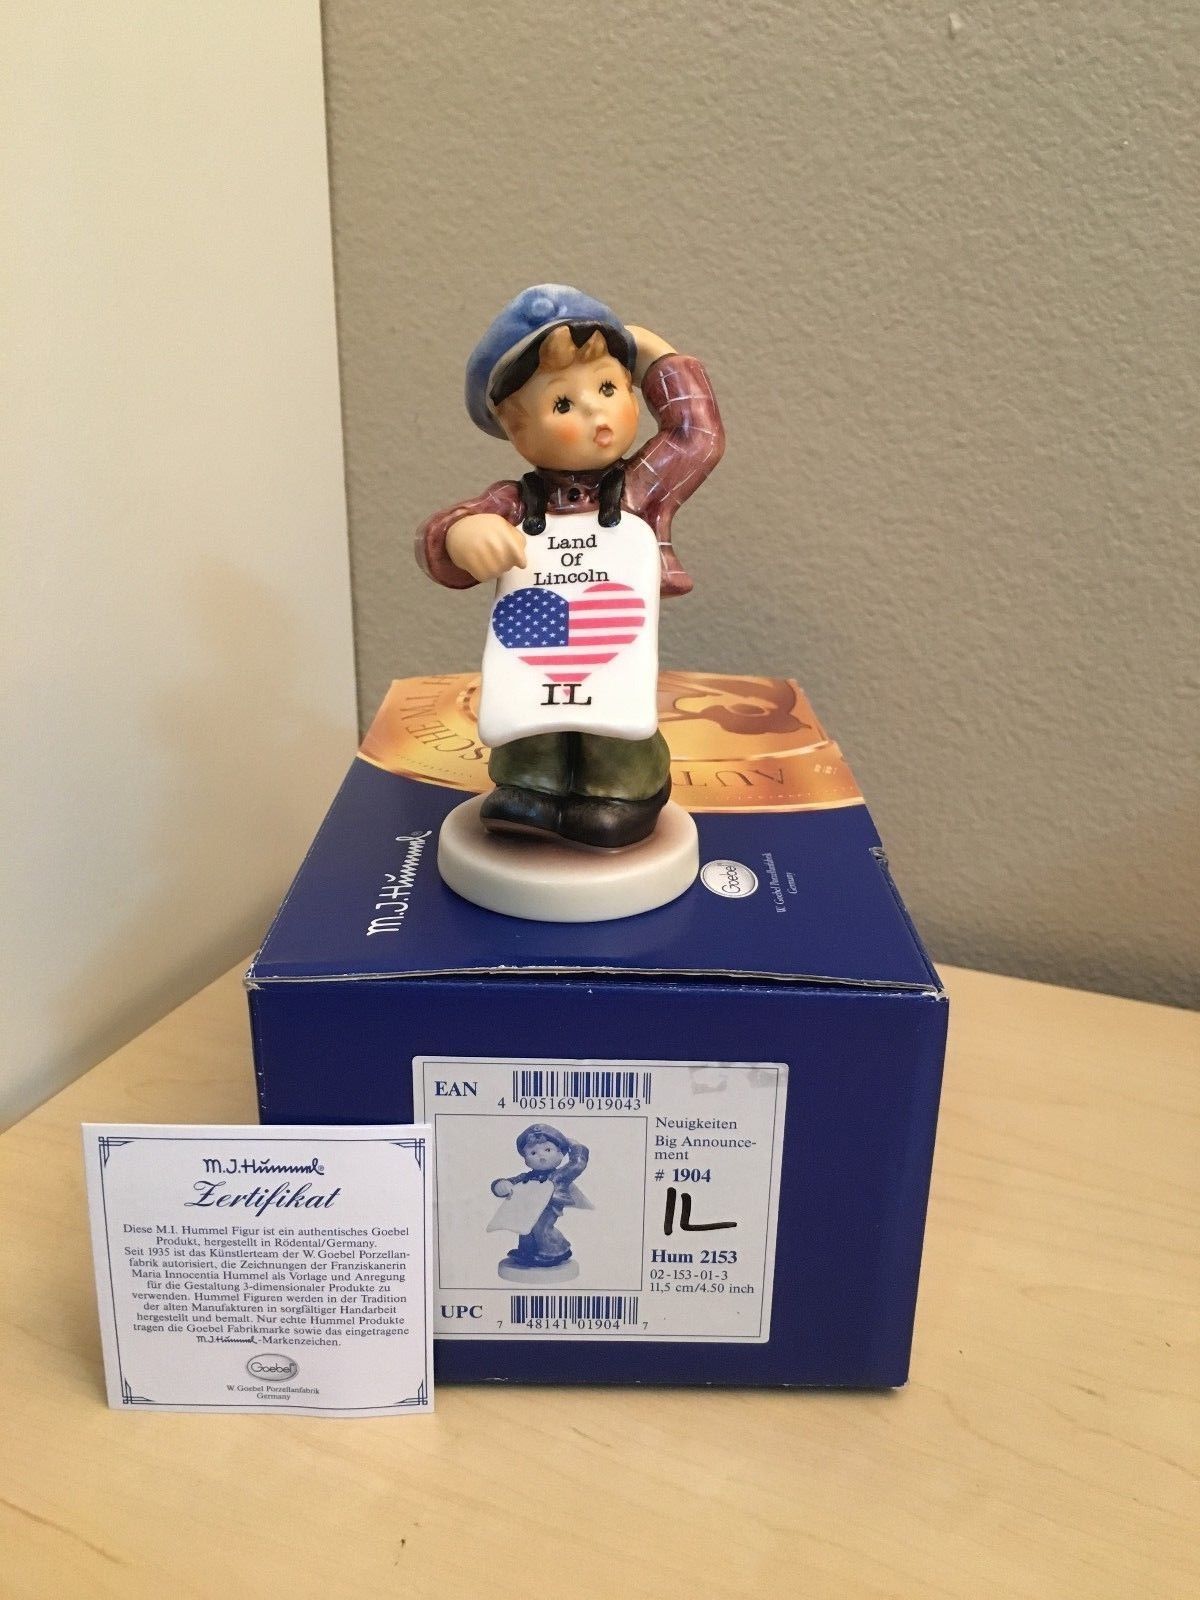 Land
Of
Lincoln
IL
AUT
SCHE M
M.J.Hummel®
Goebel
W. Goebel Porzellanfabrik
Germany
EAN
4 005169 019043
Neuigkeiten
Big Announce-
ment
# 1904
IL
Hum 2153
02-153-01-3
11,5 cm/4.50 inch
UPC
7 48141 01904 7
M.J.Hummel®
Zertifikat
Diese M.I. Hummel Figur ist ein authentisches Goebel
Produkt, hergestellt in Rödental/Germany.
Seit 1935 ist das Künstlerteam der W. Goebel Porzellan-
fabrik autorisiert, die Zeichnungen der Franziskanerin
Maria Innocentia Hummel als Vorlage und Anregung
für die Gestaltung 3-dimensionaler Produkte zu
verwenden. Hummel Figuren werden in der Tradition
der alten Manufakturen in sorgfältiger Handarbeit
hergestellt und bemalt. Nur echte Hummel Produkte
tragen die Goebel Fabrikmarke sowie das eingetragene
M.J.Hummel-Markenzeichen.
Goebel
W. Goebel Porzellanfabrik
Germany